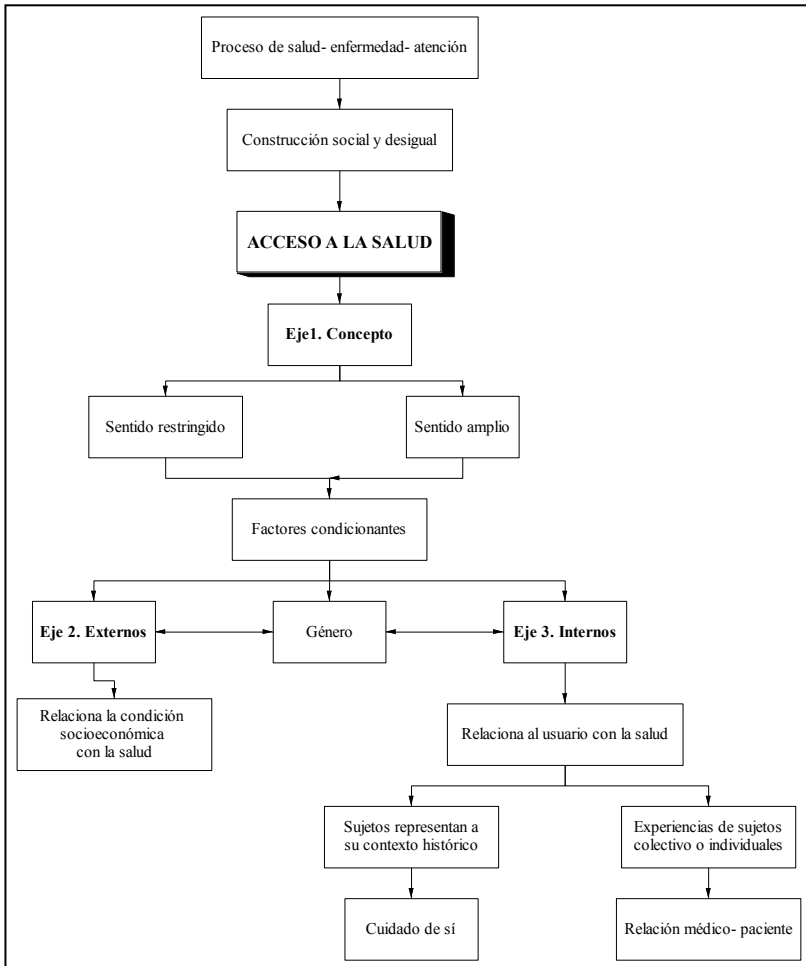 Proceso de salud- enfermedad- atención
Construcción social y desigual
ACCESO A LA SALUD
Eje1. Concepto
Sentido restringido
Sentido amplio
Factores condicionantes
Eje 2. Externos
Género
Eje 3. Internos
Relaciona la condición
socioeconómica
con la salud
Relaciona al usuario con la salud
Sujetos representan a
su contexto histórico
Experiencias de sujetos
colectivo o individuales
Cuidado de sí
Relación médico- paciente